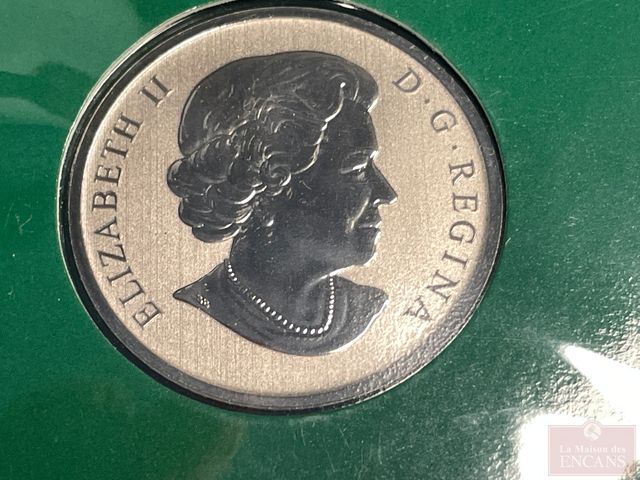 ELIZABETH II
D·G·REGINA
La Maison des
ENCANS